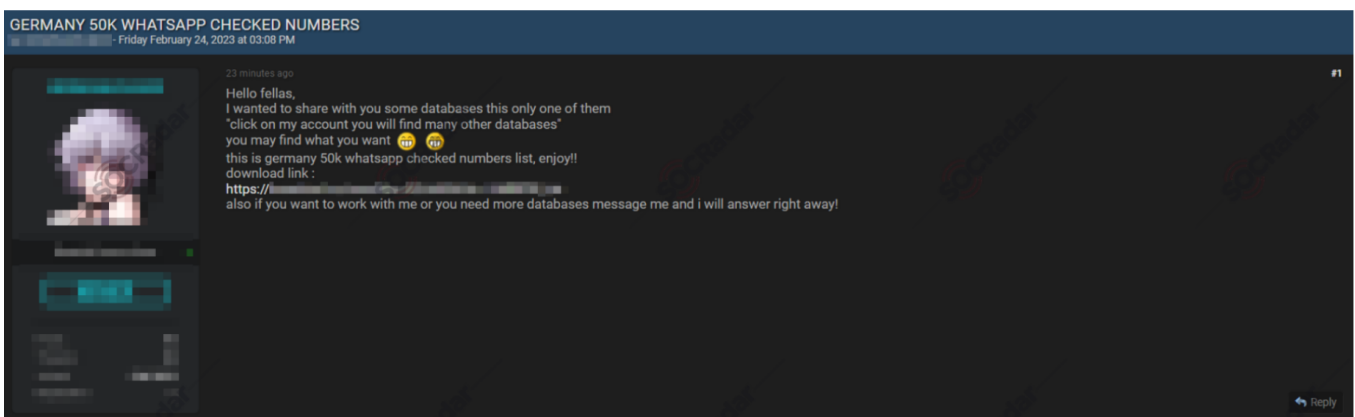 GERMANY 50K WHATSAPP CHECKED NUMBERS
- Friday February 24, 2023 at 03:08 PM
23 minutes ago
#1
Hello fellas,
I wanted to share with you some databases this only one of them
"click on my account you will find many other databases"
you may find what you want
this is germany 50k whatsapp checked numbers list, enjoy!!
download link :
https://
also if you want to work with me or you need more databases message me and i will answer right away!
SOCRadar
SOCRadar
SOCRadar
Reply